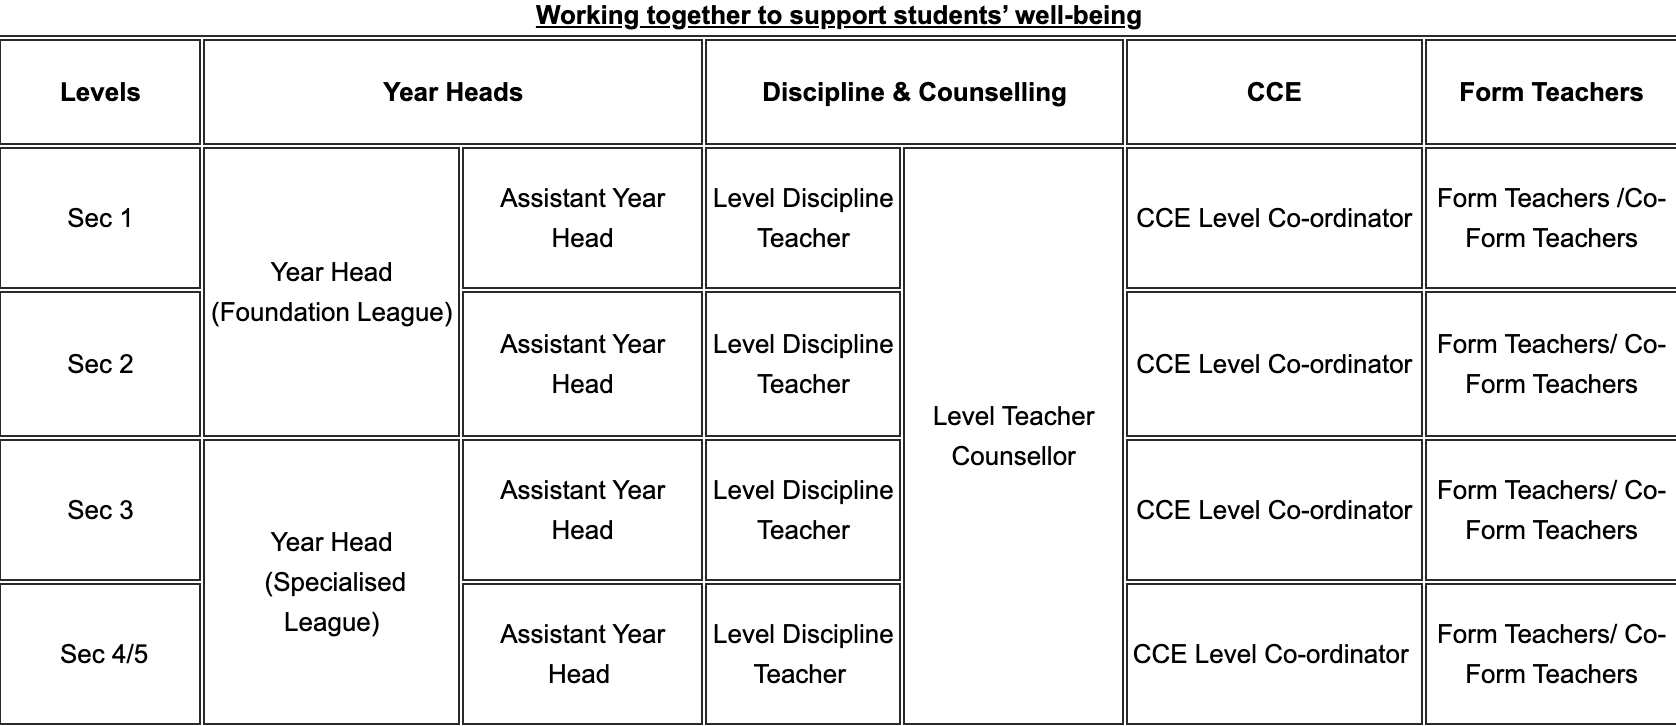 Working together to support students’ well-being
Levels
Year Heads
Discipline & Counselling
CCE
Form Teachers
Sec 1
Year Head
(Foundation League)
Assistant Year
Head
Level Discipline
Teacher
Level Teacher
Counsellor
CCE Level Co-ordinator
Form Teachers /Co-
Form Teachers
Sec 2
Assistant Year
Head
Level Discipline
Teacher
CCE Level Co-ordinator
Form Teachers/ Co-
Form Teachers
Sec 3
Year Head
(Specialised
League)
Assistant Year
Head
Level Discipline
Teacher
CCE Level Co-ordinator
Form Teachers/ Co-
Form Teachers
Sec 4/5
Assistant Year
Head
Level Discipline
Teacher
CCE Level Co-ordinator
Form Teachers/ Co-
Form Teachers